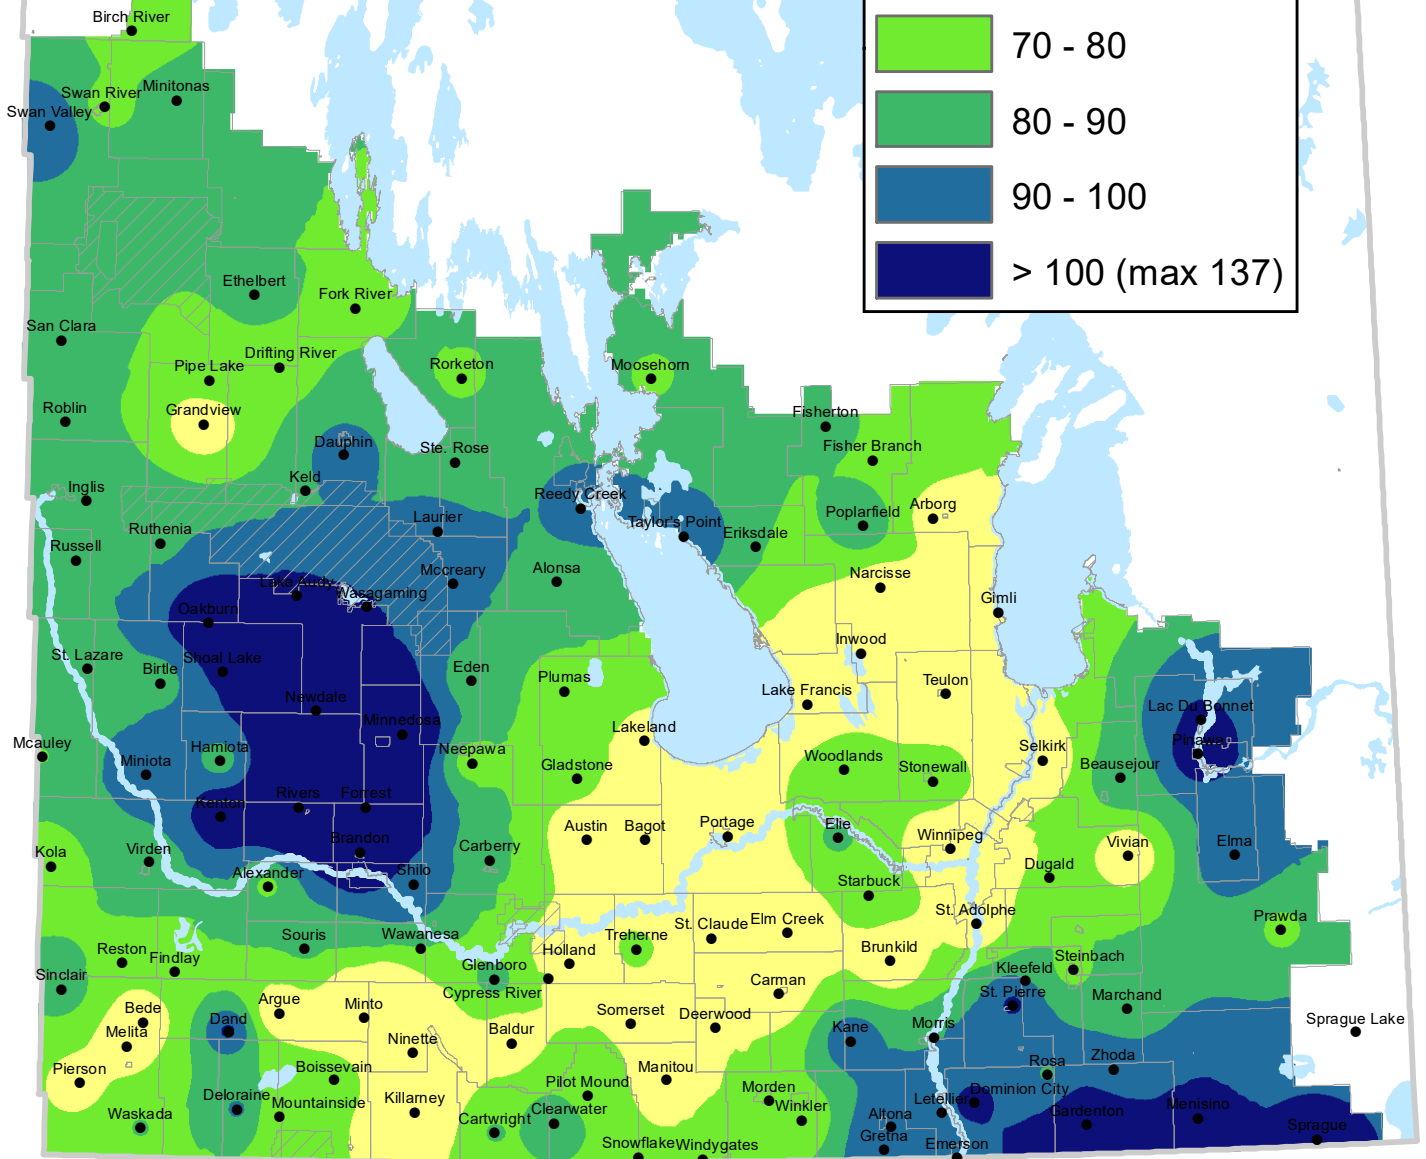 Birch River
70 - 80
Swan River
Minitonas
Swan Valley
80 - 90
90 - 100
> 100 (max 137)
Ethelbert
Fork River
San Clara
Drifting River
Pipe Lake
Rorketon
Moosehorn
Roblin
Grandview
Fisherton
Dauphin
Ste. Rose
Fisher Branch
Keld
Inglis
Reedy Creek
Arborg
Poplarfield
Laurier
Taylor's Point
Ruthenia
Eriksdale
Russell
Mccreary
Alonsa
Narcisse
Lake Audy
Wasagaming
Gimli
Oakburn
Inwood
St. Lazare
Shoal Lake
Birtle
Eden
Plumas
Teulon
Lake Francis
Newdale
Lac Du Bonnet
Minnedosa
Lakeland
Pinawa
Mcauley
Hamiota
Neepawa
Selkirk
Miniota
Gladstone
Woodlands
Stonewall
Beausejour
Kenton
Rivers
Forrest
Austin
Bagot
Portage
Elie
Winnipeg
Brandon
Kola
Virden
Carberry
Vivian
Elma
Alexander
Shilo
Dugald
Starbuck
St. Claude
Elm Creek
St. Adolphe
Prawda
Souris
Wawanesa
Treherne
Reston
Findlay
Holland
Brunkild
Steinbach
Sinclair
Glenboro
Kleefeld
Cypress River
Carman
St. Pierre
Marchand
Bede
Argue
Minto
Somerset
Deerwood
Dand
Melita
Ninette
Baldur
Kane
Morris
Sprague Lake
Pierson
Boissevain
Manitou
Rosa
Zhoda
Pilot Mound
Morden
Deloraine
Mountainside
Killarney
Winkler
Dominion City
Letellier
Waskada
Cartwright
Clearwater
Altona
Gardenton
Menisino
Sprague
Snowflake
Windygates
Gretna
Emerson